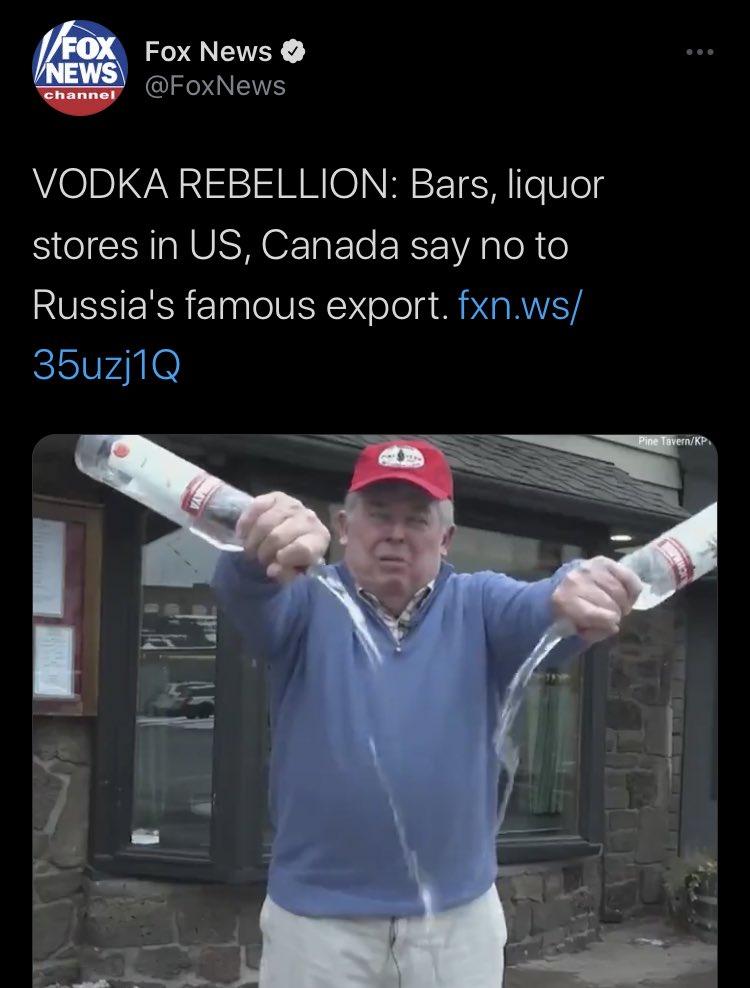 FOX
NEWS
channel
Fox News
@FoxNews
VODKA REBELLION: Bars, liquor
stores in US, Canada say no to
Russia's famous export. fxn.ws/
35uzj1Q
Pine Tavern/KP